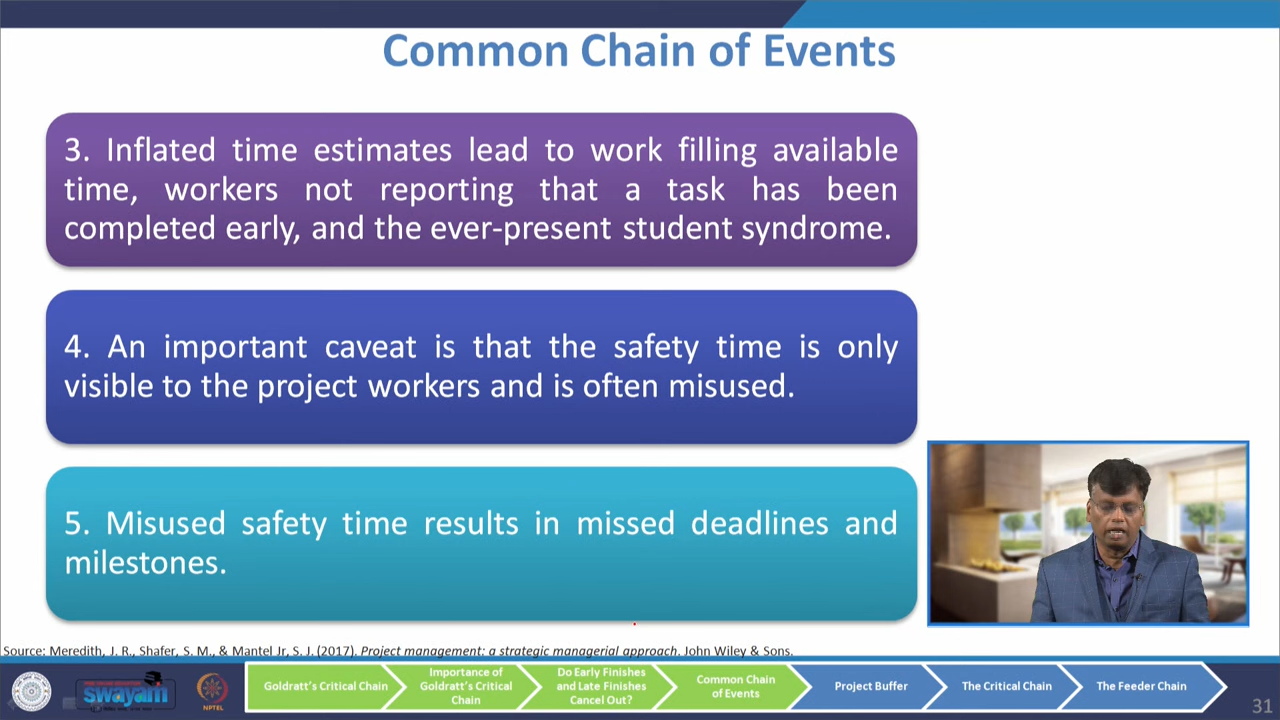 Common Chain of Events
3. Inflated time estimates lead to work filling available
time, workers not reporting that a task has been
completed early, and the ever-present student syndrome.
4. An important caveat is that the safety time is only
visible to the project workers and is often misused.
5. Misused safety time results in missed deadlines and
milestones.
Source: Meredith, J. R., Shafer, S. M., & Mantel Jr, S. J. (2017). Project management: a strategic managerial approach. John Wiley & Sons.
swayam
NPTEL
Goldratt's Critical Chain
Importance of
Goldratt's Critical
Chain
Do Early Finishes
and Late Finishes
Cancel Out?
Common Chain
of Events
Project Buffer
The Critical Chain
The Feeder Chain
31